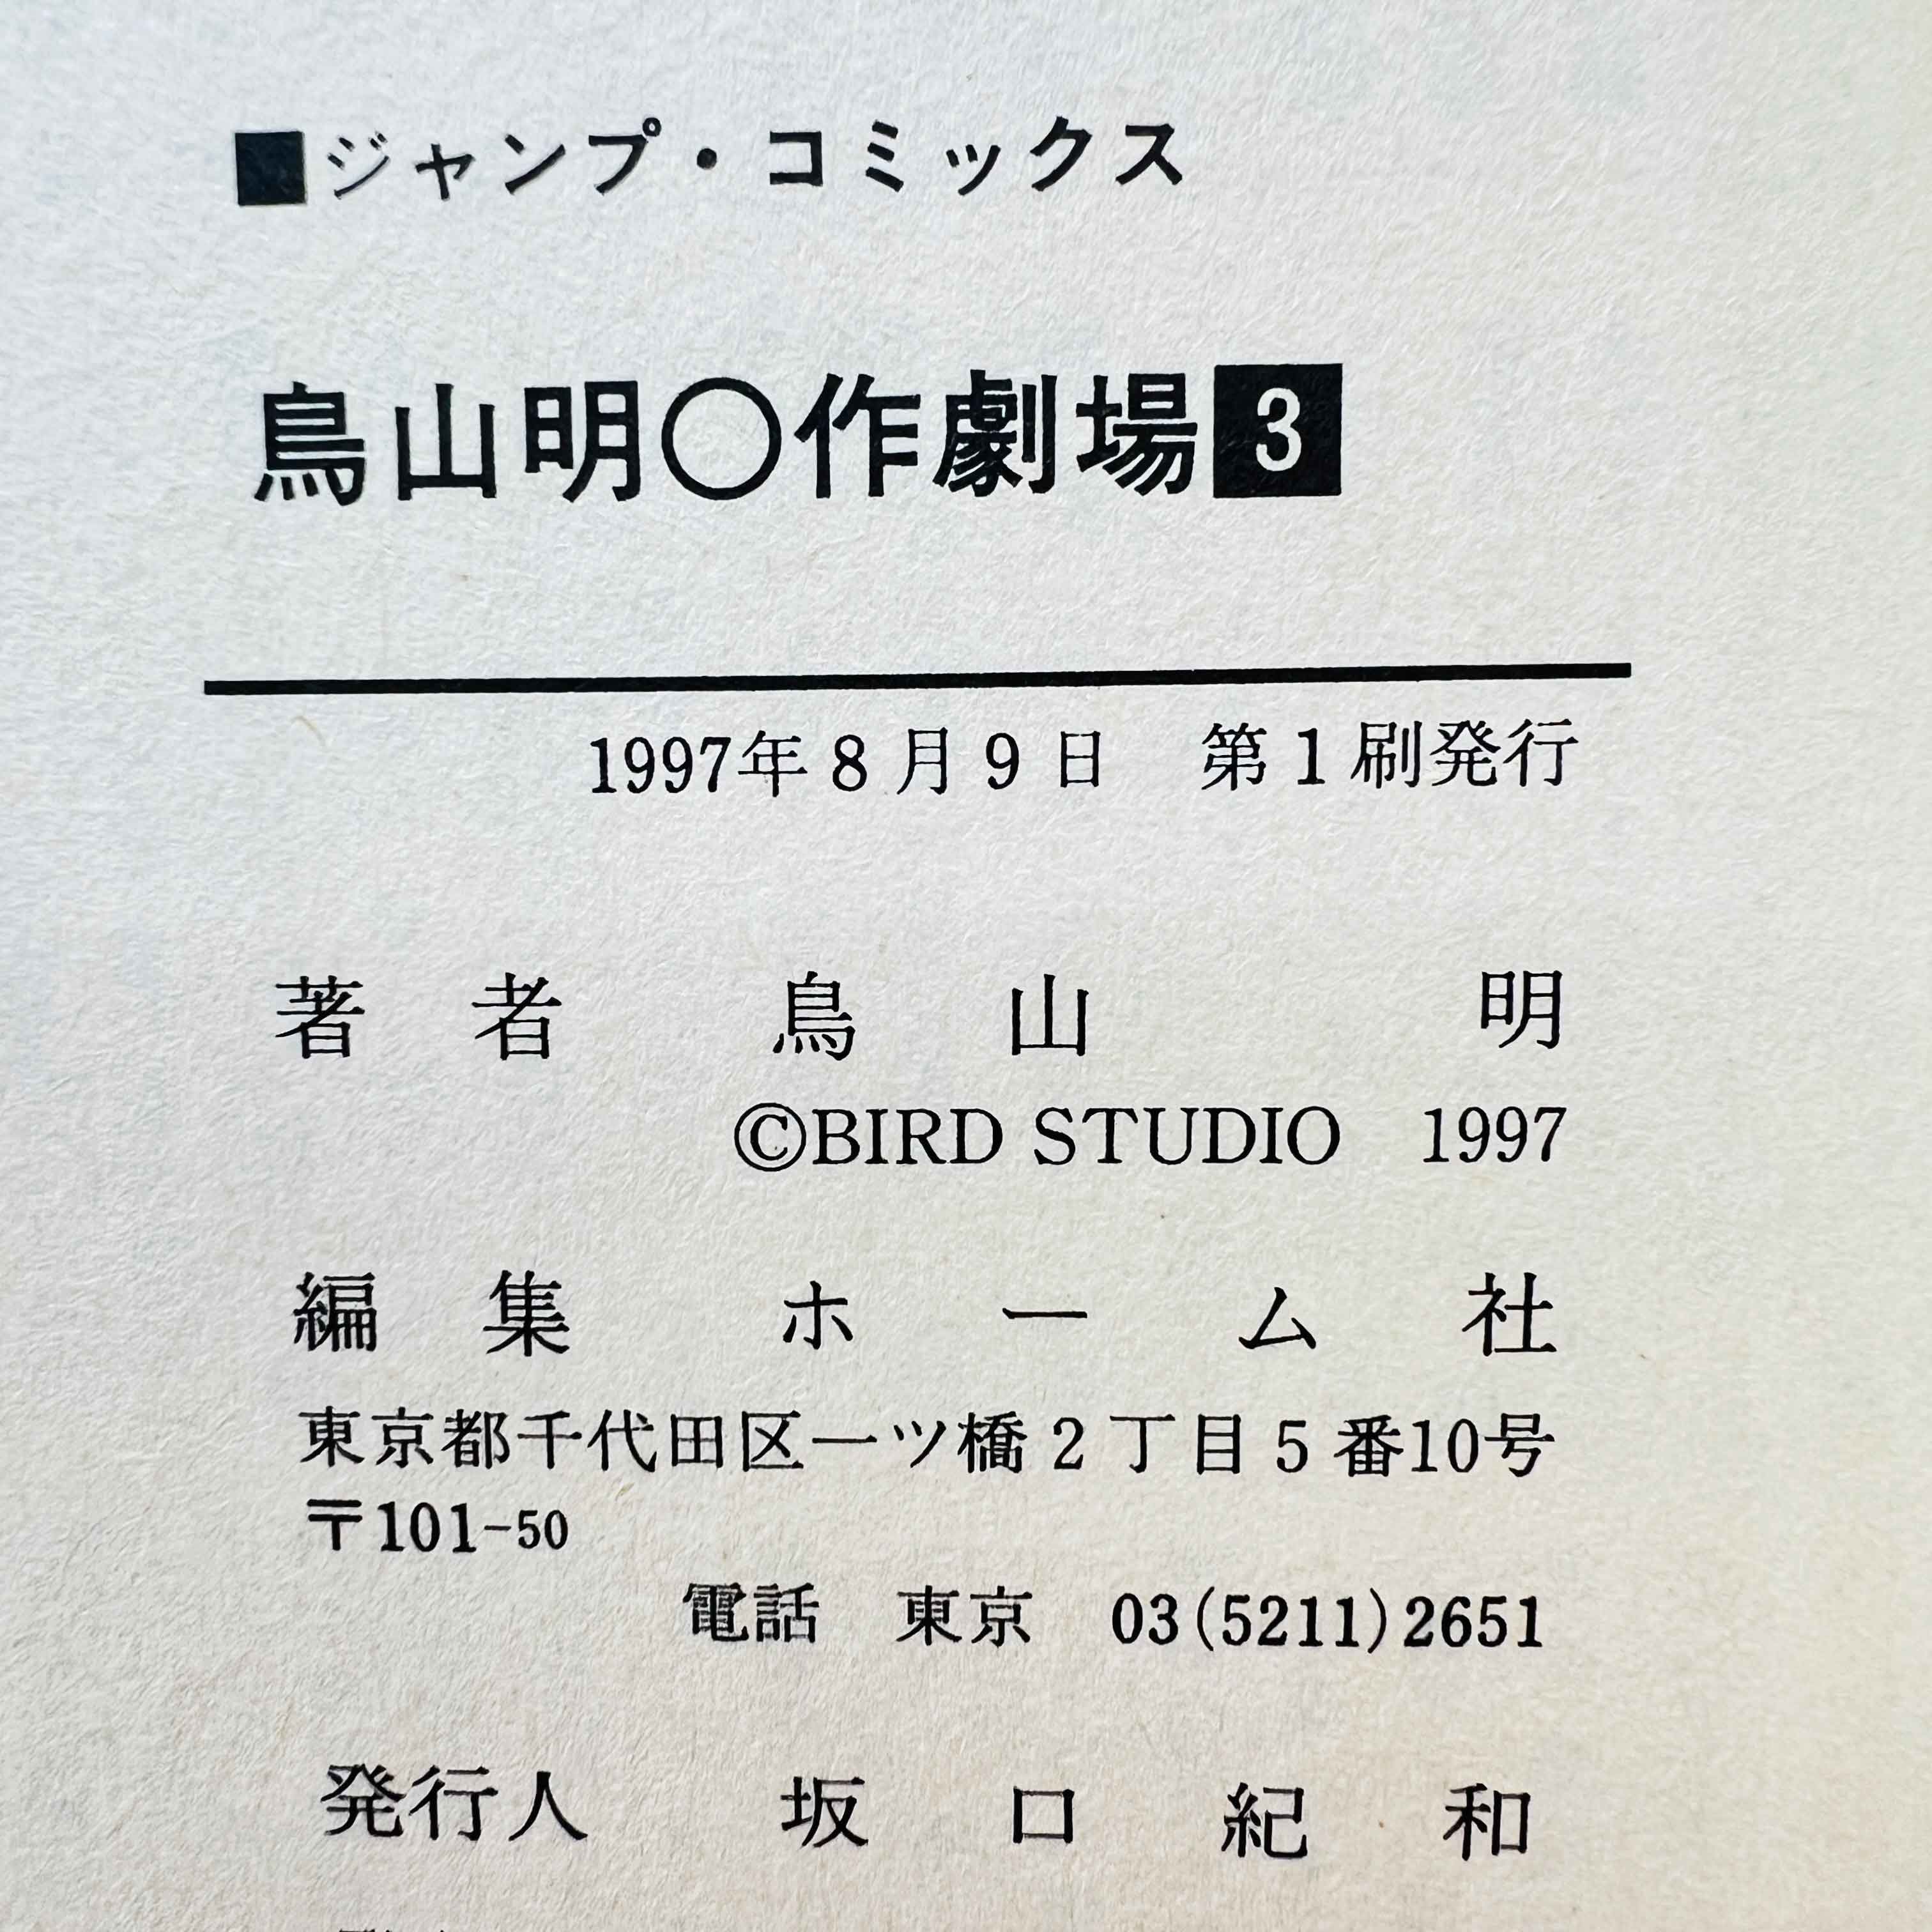 ■ジャンプ・コミックス
鳥山明○作劇場3
1997年8月9日 第1刷発行
著者 鳥山明
©BIRD STUDIO 1997
編集 ホーム社
東京都千代田区一ツ橋2丁目5番10号
〒101-50
電話 東京 03(5211)2651
発行人 坂口紀和